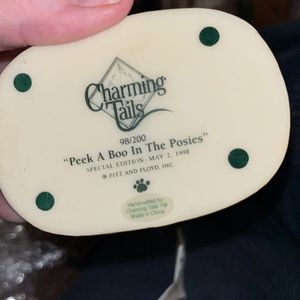 Charming
Tails
98/200
"Peek A Boo In The Posies"
SPECIAL EDITION MAY 2, 1998
® FITZ AND FLOYD, INC
Handcrafted for
Charming Tails TM
Made in China